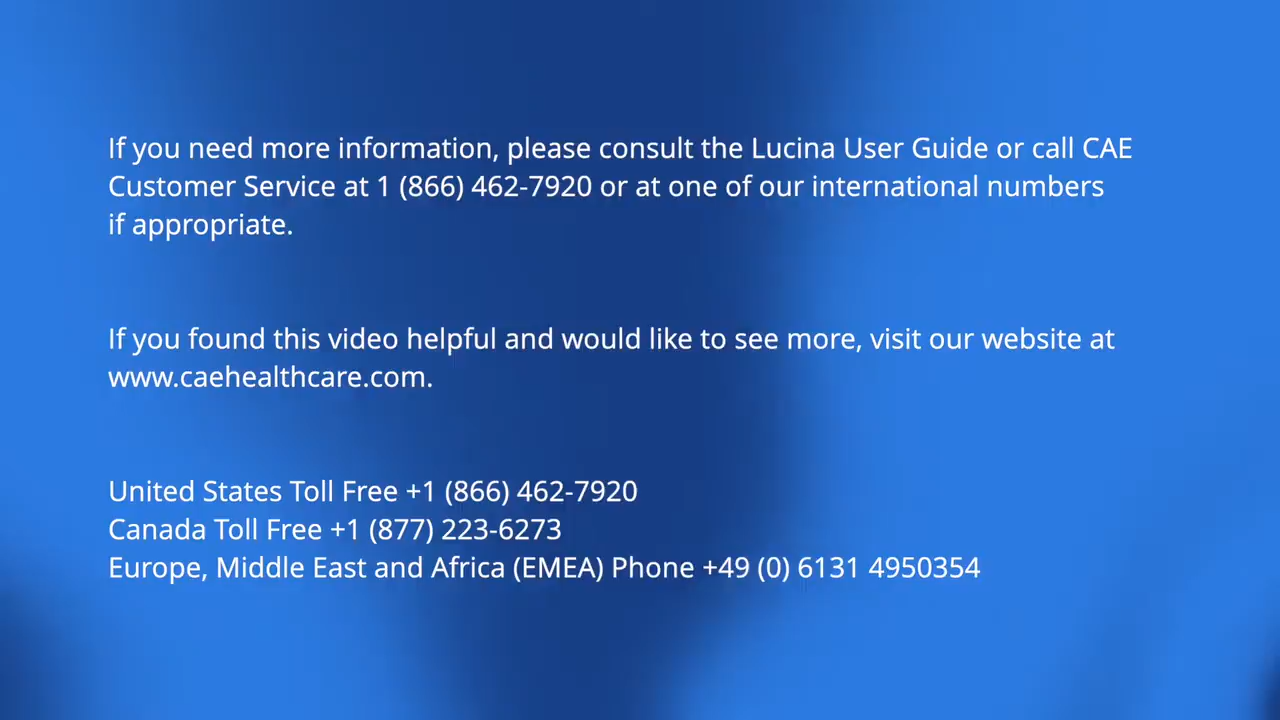 If you need more information, please consult the Lucina User Guide or call CAE
Customer Service at 1 (866) 462-7920 or at one of our international numbers
if appropriate.
If you found this video helpful and would like to see more, visit our website at
www.caehealthcare.com.
United States Toll Free +1 (866) 462-7920
Canada Toll Free +1 (877) 223-6273
Europe, Middle East and Africa (EMEA) Phone +49 (0) 6131 4950354